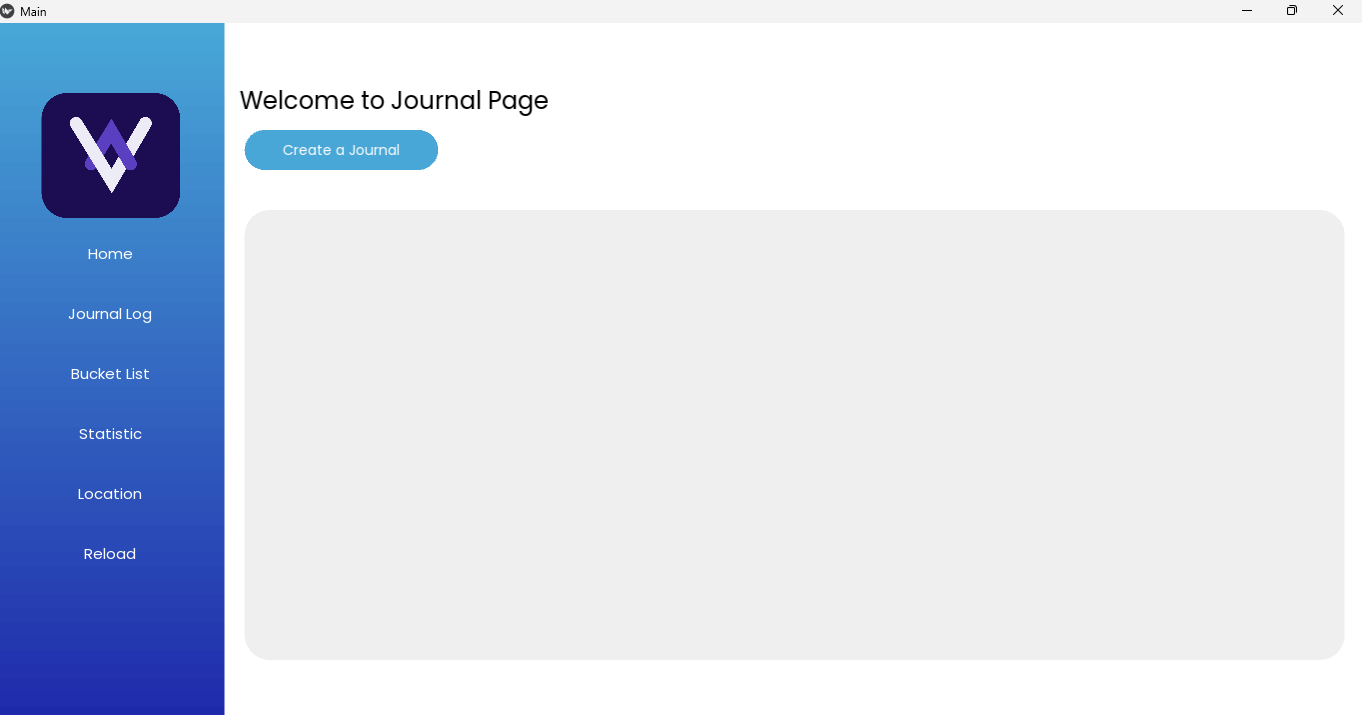 Main
Welcome to Journal Page
Create a Journal
Home
Journal Log
Bucket List
Statistic
Location
Reload